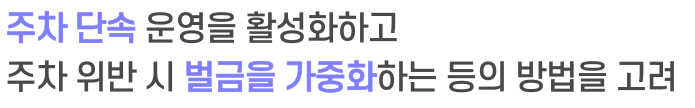 주차 단속 운영을 활성화하고
주차 위반 시 벌금을 가중화하는 등의 방법을 고려